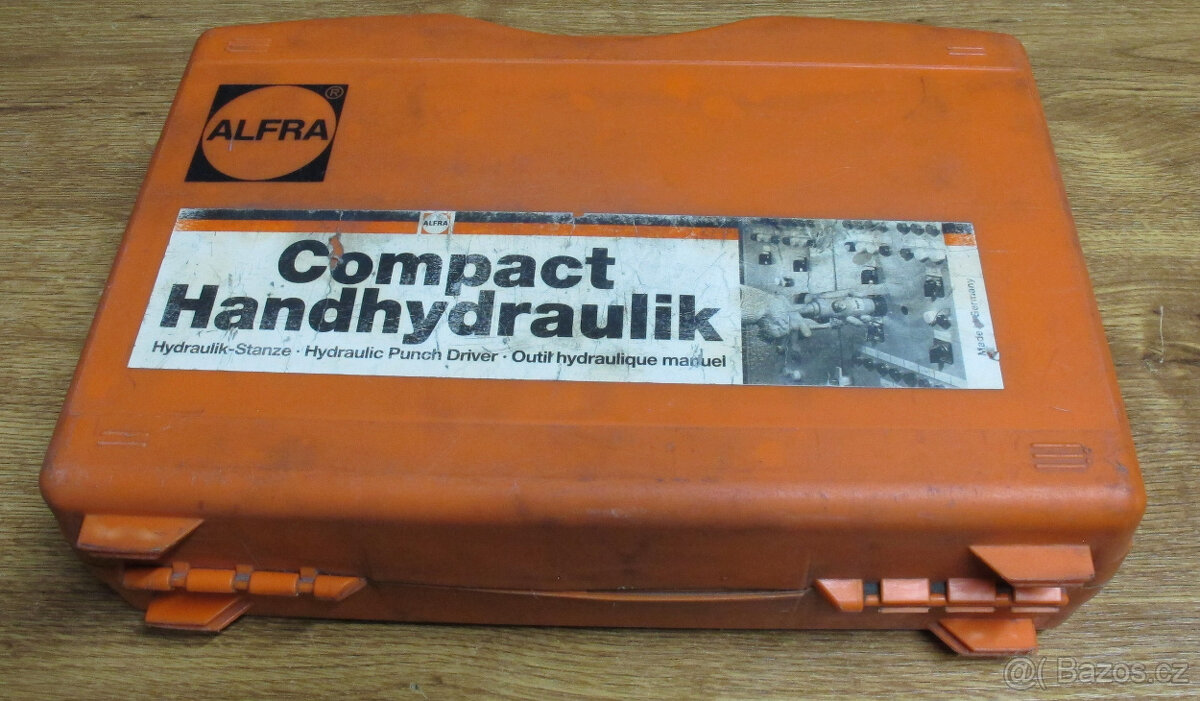 ALFRA®
ALFRA
Compact
Handhydraulik
Hydraulik-Stanze · Hydraulic Punch Driver · Outil hydraulique manuel
Made in Germany
@( Bazos.cz